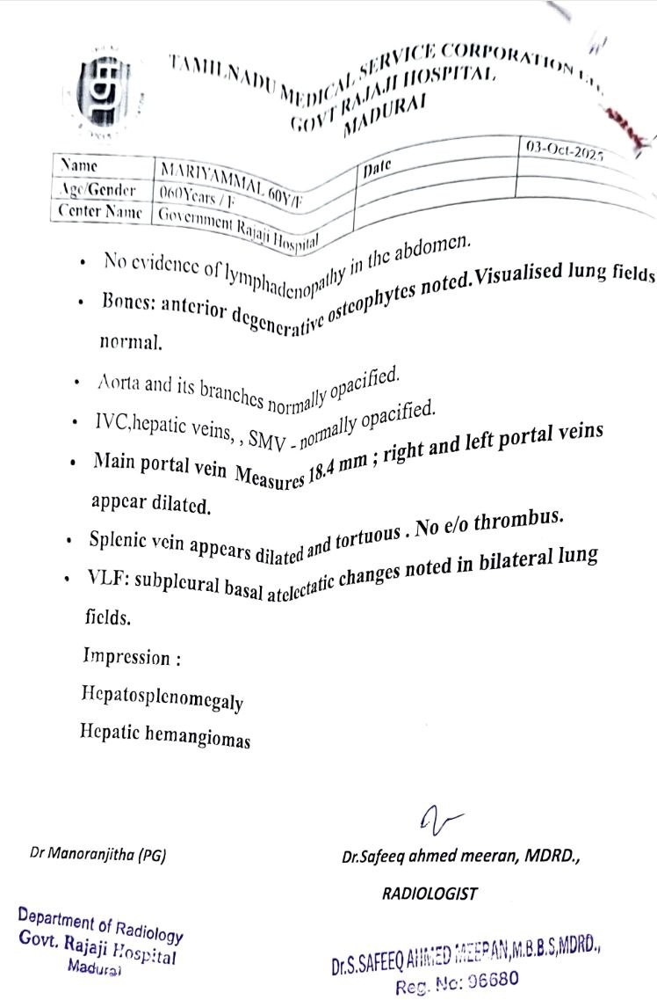 TAMILNADU MEDICAL SERVICE CORPORATION
GOVT RAJAJI HOSPITAL
MADURAI
Name MARIYAMMAL 60Y/F Date 03-Oct-2025
Age/Gender 060Years / F
Center Name Government Rajaji Hospital
• No evidence of lymphadenopathy in the abdomen.
• Bones: anterior degenerative osteophytes noted.Visualised lung fields
normal.
• Aorta and its branches normally opacified.
• IVC,hepatic veins, , SMV - normally opacified.
• Main portal vein Measures 18.4 mm ; right and left portal veins
appear dilated.
• Splenic vein appears dilated and tortuous . No e/o thrombus.
• VLF: subpleural basal atelectatic changes noted in bilateral lung
fields.
Impression :
Hepatosplenomegaly
Hepatic hemangiomas
Dr Manoranjitha (PG) Dr.Safeeq ahmed meeran, MDRD.,
RADIOLOGIST
Department of Radiology
Govt. Rajaji Hospital
Madurai
Dr.S.SAFEEQ AHMED MEERAN,M.B.B.S,MDRD.,
Reg. No: 96680